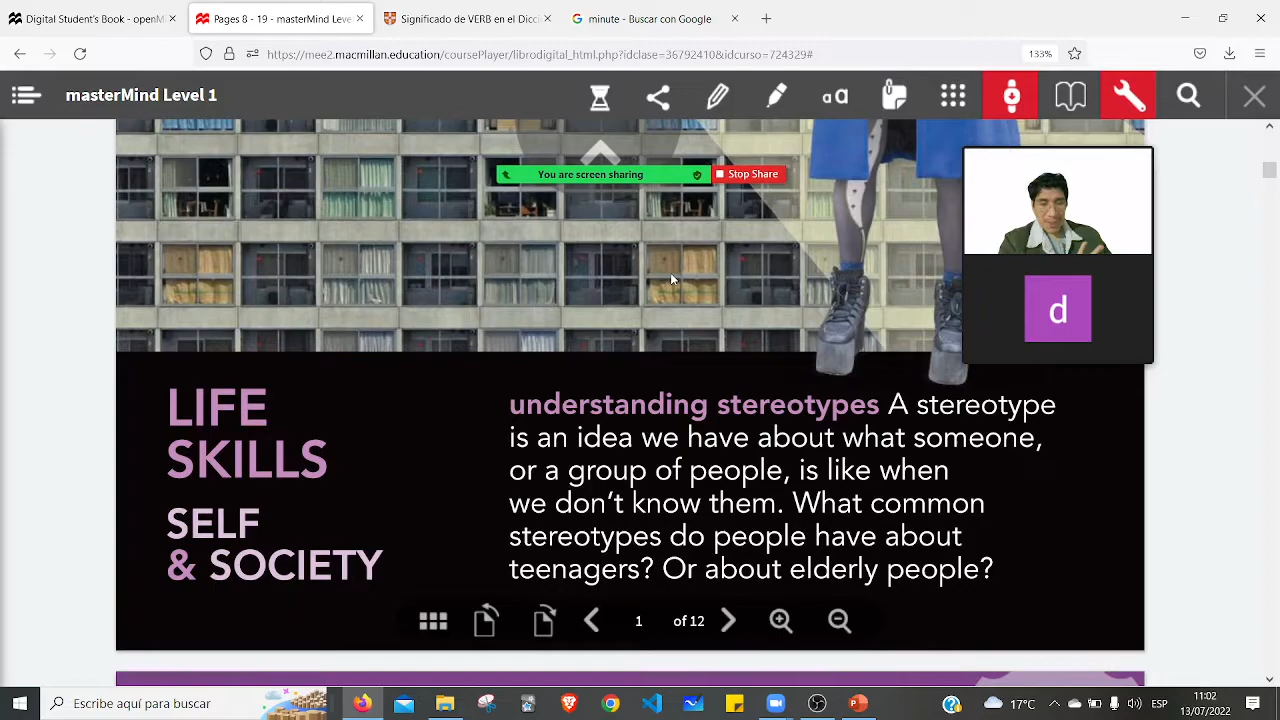 Digital Student's Book - openM
Pages 8 - 19 - masterMind Leve
Significado de VERB en el Dicci
minute - Buscar con Google
https://mee2.macmillan.education/coursePlayer/librodigital_html.php?idclase=36792410&idcurso=724329#
133%
masterMind Level 1
aa
You are screen sharing
Stop Share
d
LIFE
SKILLS
SELF
& SOCIETY
understanding stereotypes A stereotype
is an idea we have about what someone,
or a group of people, is like when
we don't know them. What common
stereotypes do people have about
teenagers? Or about elderly people?
1 of 12
Escribe aquí para buscar
17°C
ESP
11:02
13/07/2022